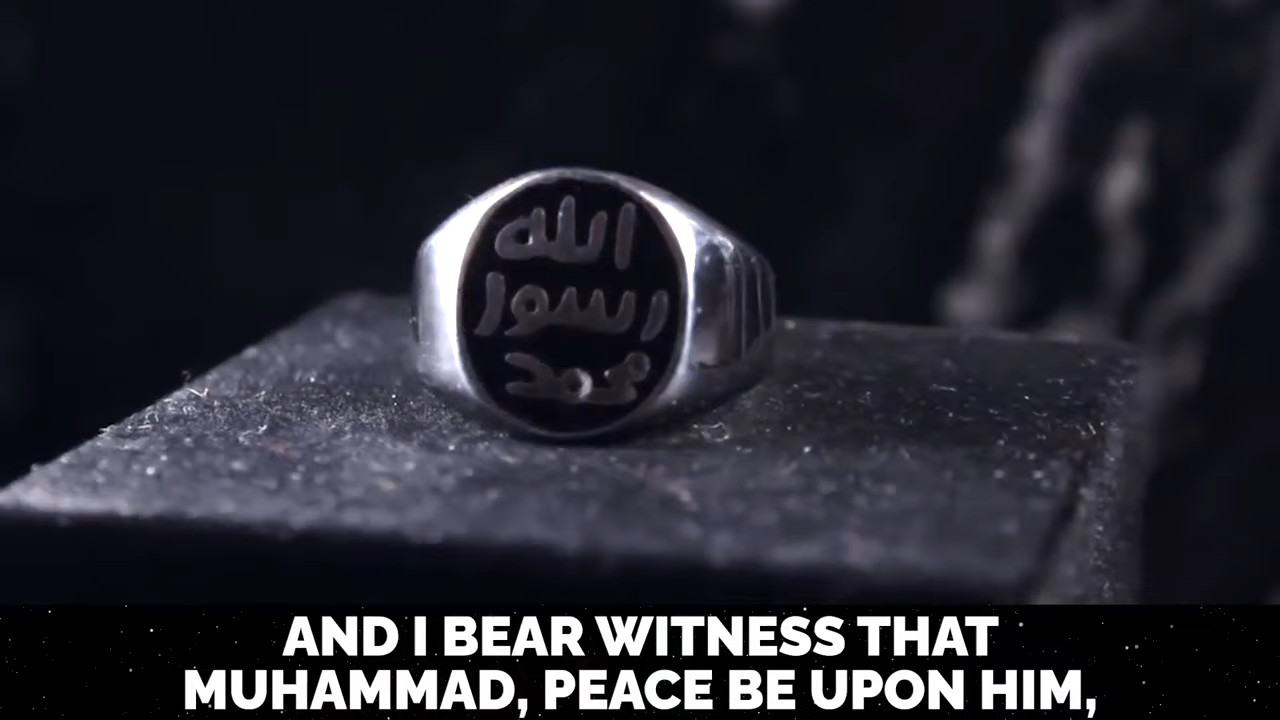 الله
رسول
محمد
AND I BEAR WITNESS THAT
MUHAMMAD, PEACE BE UPON HIM,